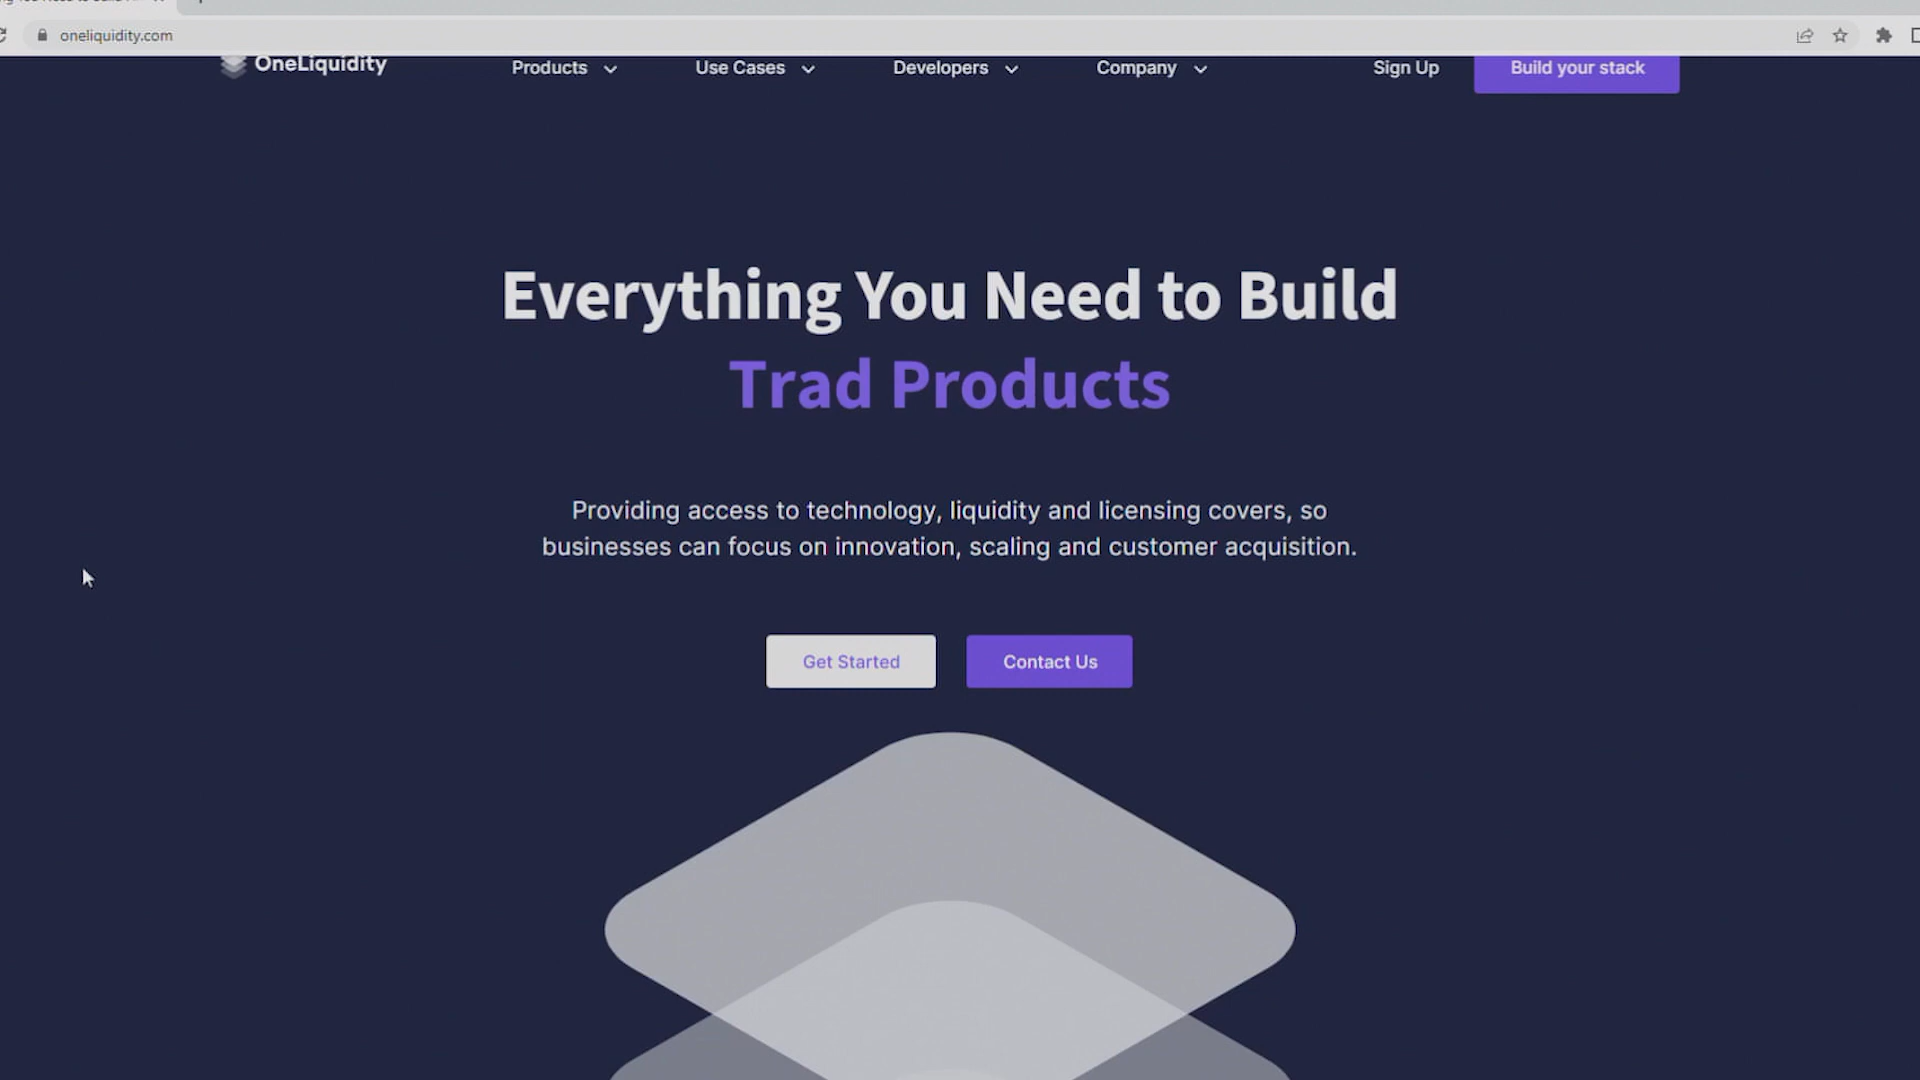 oneliquidity.com
OneLiquidity
Products
Use Cases
Developers
Company
Sign Up
Build your stack
Everything You Need to Build
Trad Products
Providing access to technology, liquidity and licensing covers, so
businesses can focus on innovation, scaling and customer acquisition.
Get Started
Contact Us